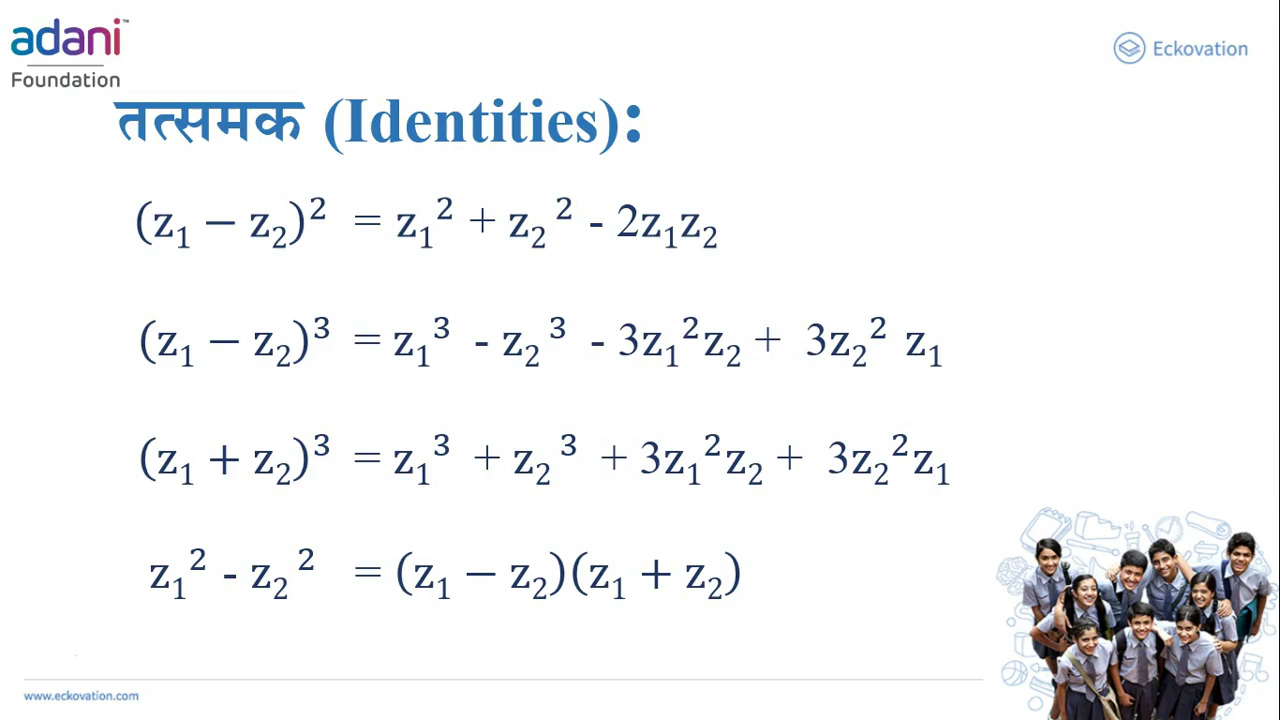 adani™
Foundation
Eckovation
तत्समक (Identities):
(z₁ − z₂)² = z₁² + z₂² - 2z₁z₂
(z₁ − z₂)³ = z₁³ - z₂³ - 3z₁²z₂ + 3z₂² z₁
(z₁ + z₂)³ = z₁³ + z₂³ + 3z₁²z₂ + 3z₂²z₁
z₁² - z₂² = (z₁ − z₂)(z₁ + z₂)
www.eckovation.com